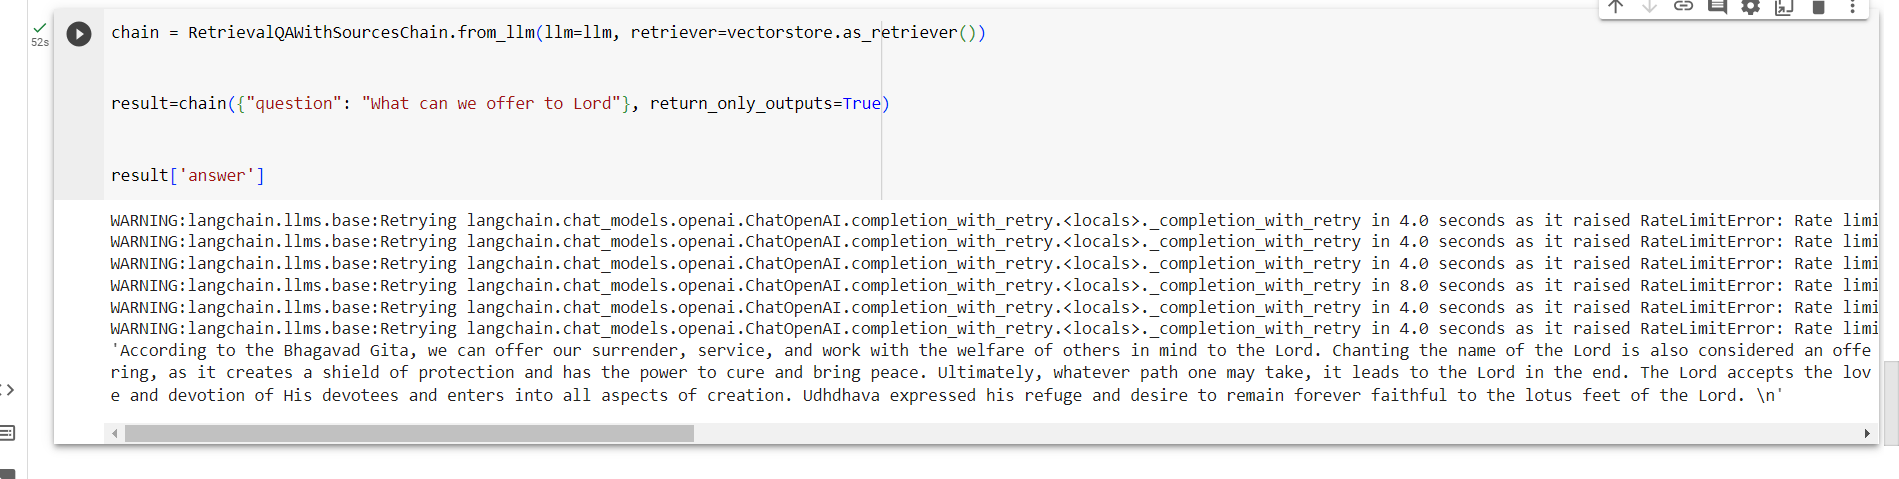 52s
chain = RetrievalQAWithSourcesChain.from_llm(llm=llm, retriever=vectorstore.as_retriever())
result=chain({"question": "What can we offer to Lord"}, return_only_outputs=True)
result['answer']
WARNING:langchain.llms.base:Retrying langchain.chat_models.openai.ChatOpenAI.completion_with_retry.<locals>._completion_with_retry in 4.0 seconds as it raised RateLimitError: Rate limi
WARNING:langchain.llms.base:Retrying langchain.chat_models.openai.ChatOpenAI.completion_with_retry.<locals>._completion_with_retry in 4.0 seconds as it raised RateLimitError: Rate limi
WARNING:langchain.llms.base:Retrying langchain.chat_models.openai.ChatOpenAI.completion_with_retry.<locals>._completion_with_retry in 4.0 seconds as it raised RateLimitError: Rate limi
WARNING:langchain.llms.base:Retrying langchain.chat_models.openai.ChatOpenAI.completion_with_retry.<locals>._completion_with_retry in 8.0 seconds as it raised RateLimitError: Rate limi
WARNING:langchain.llms.base:Retrying langchain.chat_models.openai.ChatOpenAI.completion_with_retry.<locals>._completion_with_retry in 4.0 seconds as it raised RateLimitError: Rate limi
WARNING:langchain.llms.base:Retrying langchain.chat_models.openai.ChatOpenAI.completion_with_retry.<locals>._completion_with_retry in 4.0 seconds as it raised RateLimitError: Rate limi
'According to the Bhagavad Gita, we can offer our surrender, service, and work with the welfare of others in mind to the Lord. Chanting the name of the Lord is also considered an offe
ring, as it creates a shield of protection and has the power to cure and bring peace. Ultimately, whatever path one may take, it leads to the Lord in the end. The Lord accepts the lov
e and devotion of His devotees and enters into all aspects of creation. Udhdhava expressed his refuge and desire to remain forever faithful to the lotus feet of the Lord. \n'